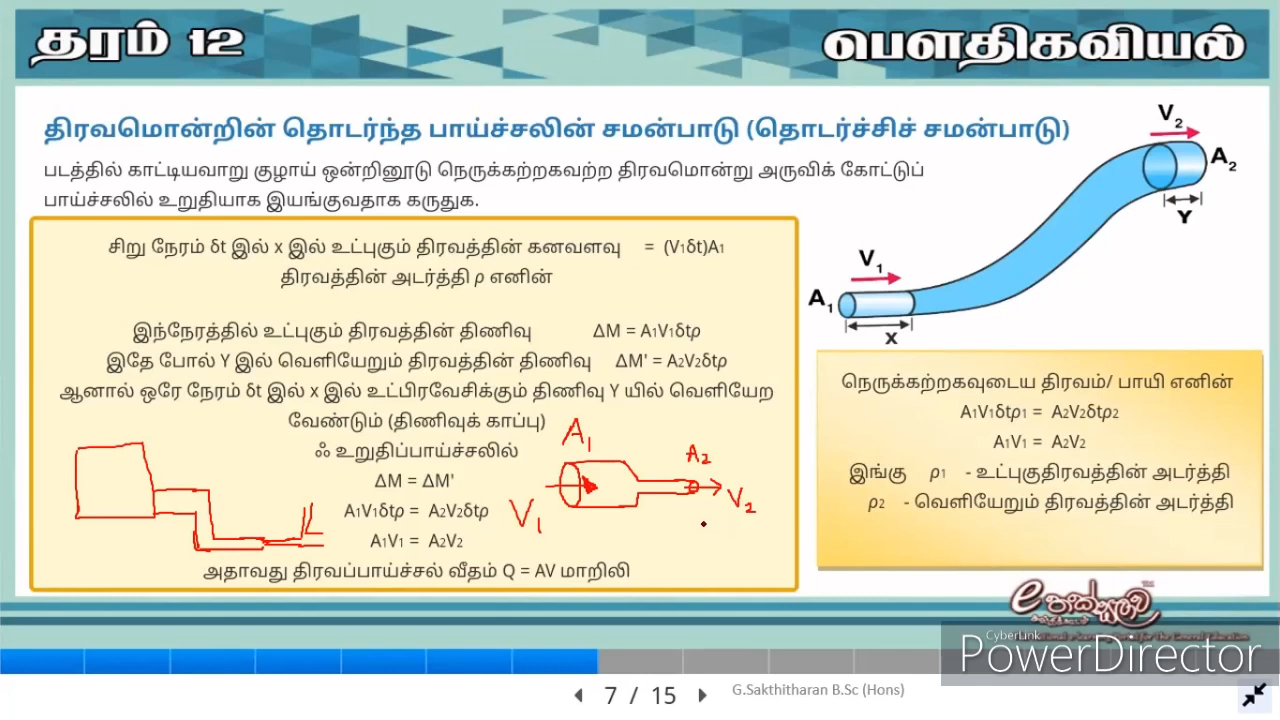 தரம் 12
பௌதிகவியல்
திரவமொன்றின் தொடர்ந்த பாய்ச்சலின் சமன்பாடு (தொடர்ச்சிச் சமன்பாடு)
படத்தில் காட்டியவாறு குழாய் ஒன்றினூடு நெருக்கற்றகவற்ற திரவமொன்று அருவிக் கோட்டுப்
பாய்ச்சலில் உறுதியாக இயங்குவதாக கருதுக.
சிறு நேரம் δt இல் x இல் உட்புகும் திரவத்தின் கனவளவு = (V₁δt)A₁
திரவத்தின் அடர்த்தி ρ எனின்
இந்நேரத்தில் உட்புகும் திரவத்தின் திணிவு ΔM = A₁V₁δtρ
இதே போல் Y இல் வெளியேறும் திரவத்தின் திணிவு ΔM' = A₂V₂δtρ
ஆனால் ஒரே நேரம் δt இல் x இல் உட்பிரவேசிக்கும் திணிவு Y யில் வெளியேற
வேண்டும் (திணிவுக் காப்பு)
ஃ உறுதிப்பாய்ச்சலில்
ΔM = ΔM'
A₁V₁δtρ = A₂V₂δtρ
A₁V₁ = A₂V₂
அதாவது திரவப்பாய்ச்சல் வீதம் Q = AV மாறிலி
A₁
A₂
V₁
V₂
V₂
A₂
Y
V₁
A₁
x
நெருக்கற்றகவுடைய திரவம்/ பாயி எனின்
A₁V₁δtρ₁ = A₂V₂δtρ₂
A₁V₁ = A₂V₂
இங்கு ρ₁ - உட்புகுதிரவத்தின் அடர்த்தி
ρ₂ - வெளியேறும் திரவத்தின் அடர்த்தி
CyberLink
PowerDirector
7 / 15
G.Sakthitharan B.Sc (Hons)